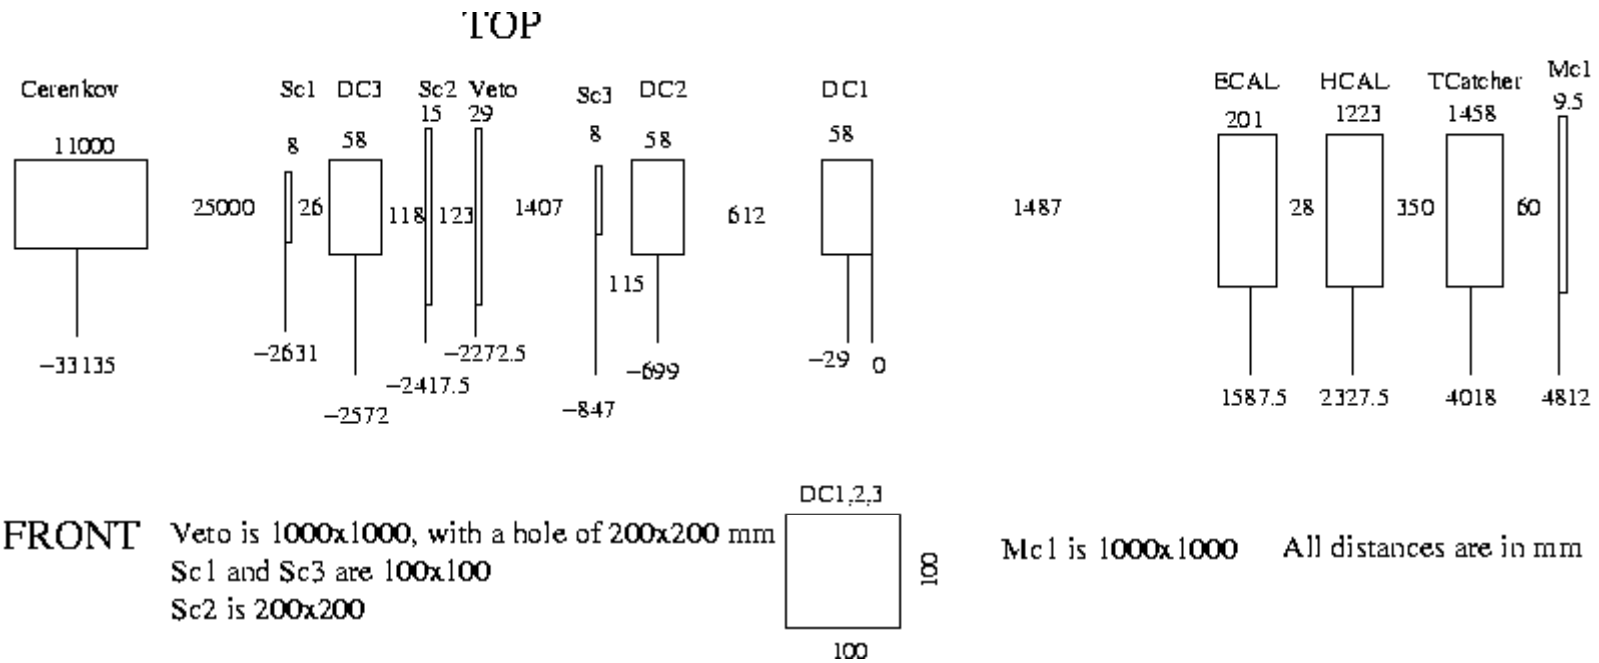 TOP
Cerenkov Sc1 DC3 Sc2 Veto Sc3 DC2 DC1 ECAL HCAL TCatcher Mc1
11000 8 58 15 29 8 58 58 201 1223 1458 9.5
25000 26 118 123 1407 115 612 1487 28 350 60
−33135 −2631 −2572 −2417.5 −2272.5 −847 −699 −29 0 1587.5 2327.5 4018 4812
DC1,2,3
FRONT
Veto is 1000x1000, with a hole of 200x200 mm
Sc1 and Sc3 are 100x100
Sc2 is 200x200
100
100
Mc1 is 1000x1000
All distances are in mm